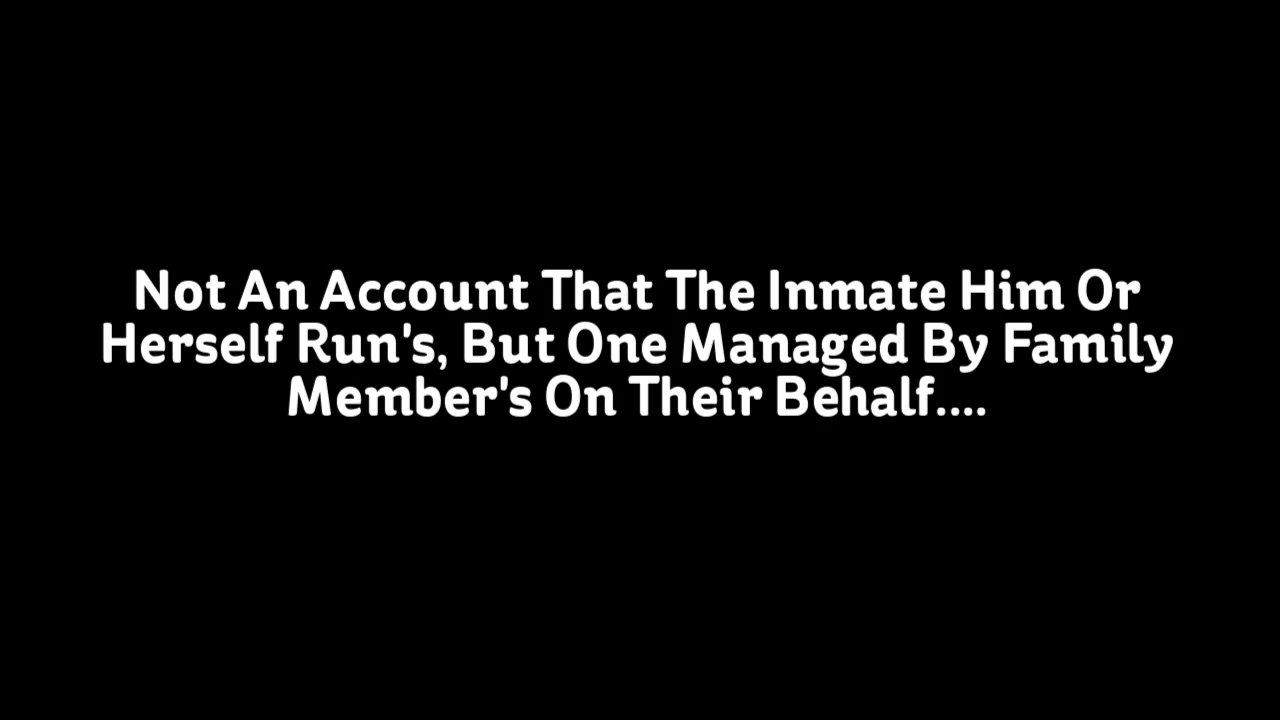 Not An Account That The Inmate Him Or
Herself Run's, But One Managed By Family
Member's On Their Behalf....